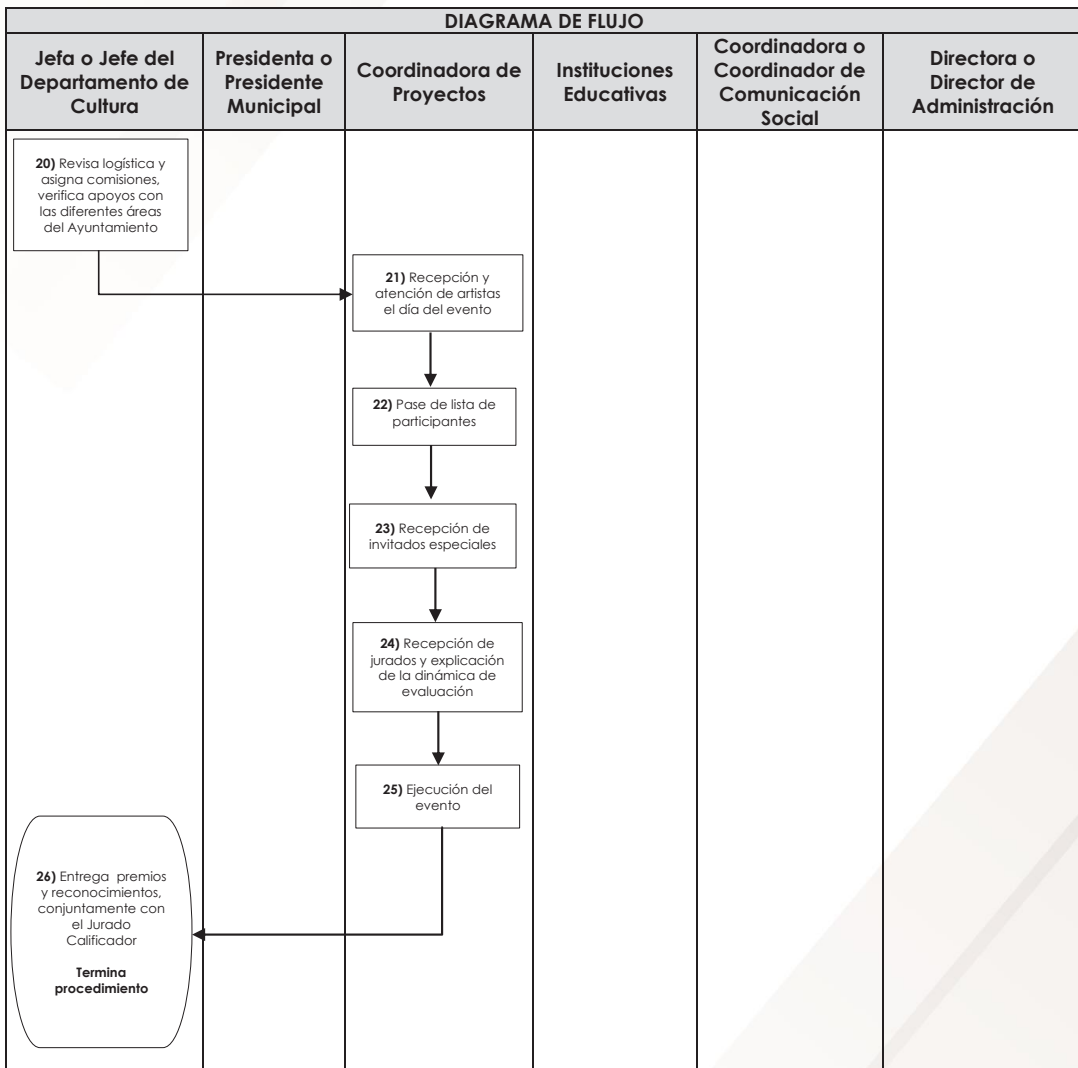 DIAGRAMA DE FLUJO
Jefa o Jefe del
Departamento de
Cultura
Presidenta o
Presidente
Municipal
Coordinadora de
Proyectos
Instituciones
Educativas
Coordinadora o
Coordinador de
Comunicación
Social
Directora o
Director de
Administración
20) Revisa logística y
asigna comisiones,
verifica apoyos con
las diferentes áreas
del Ayuntamiento
21) Recepción y
atención de artistas
el día del evento
22) Pase de lista de
participantes
23) Recepción de
invitados especiales
24) Recepción de
jurados y explicación
de la dinámica de
evaluación
25) Ejecución del
evento
26) Entrega premios
y reconocimientos,
conjuntamente con
el Jurado
Calificador
Termina
procedimiento